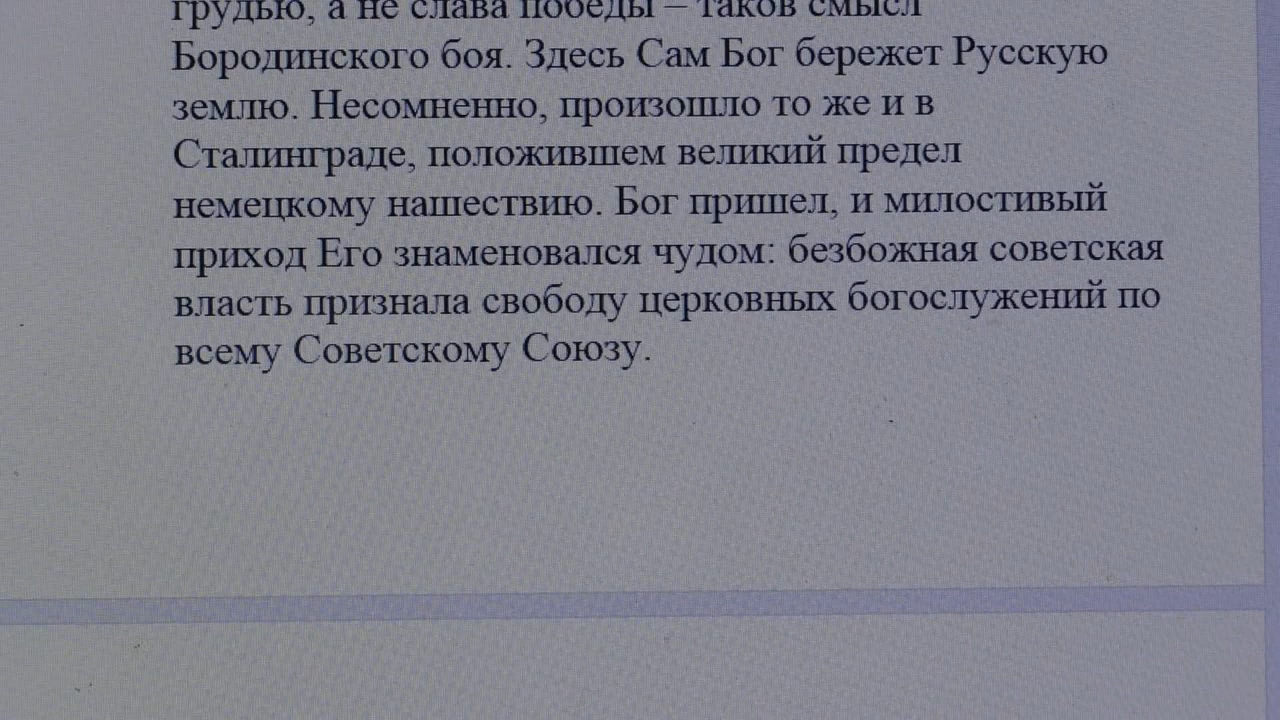 грудью, а не слава победы – таков смысл
Бородинского боя. Здесь Сам Бог бережет Русскую
землю. Несомненно, произошло то же и в
Сталинграде, положившем великий предел
немецкому нашествию. Бог пришел, и милостивый
приход Его знаменовался чудом: безбожная советская
власть признала свободу церковных богослужений по
всему Советскому Союзу.